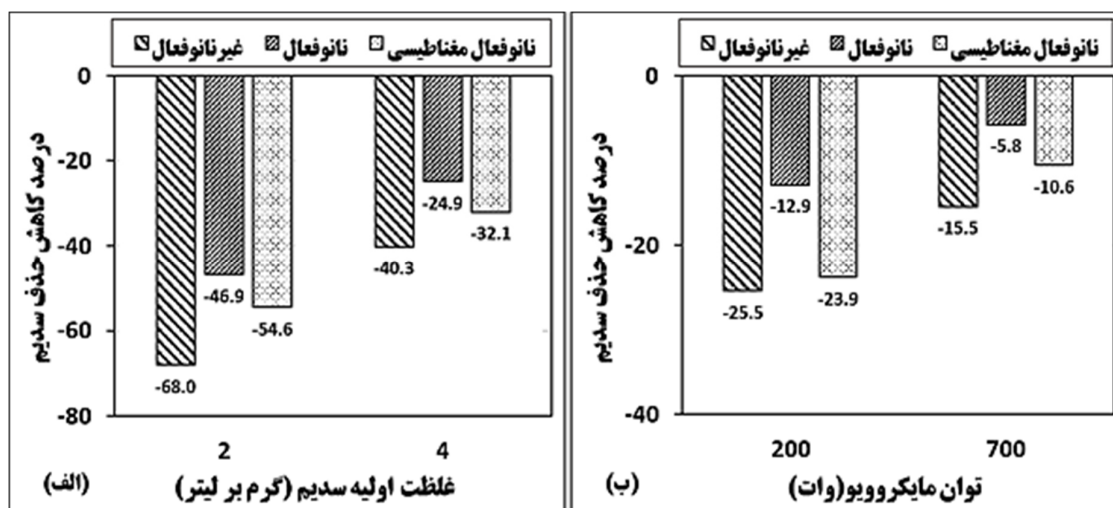 غیرنانوفعال نانوفعال نانوفعال مغناطیسی
درصد کاهش حذف سدیم
0
-20
-40
-60
-80
-68.0
-46.9
-54.6
-40.3
-24.9
-32.1
2 4
غلظت اولیه سدیم (گرم بر لیتر)
(الف)
غیرنانوفعال نانوفعال نانوفعال مغناطیسی
درصد کاهش حذف سدیم
0
-20
-40
-25.5
-12.9
-23.9
-15.5
-5.8
-10.6
200 700
توان مایکروویو(وات)
(ب)